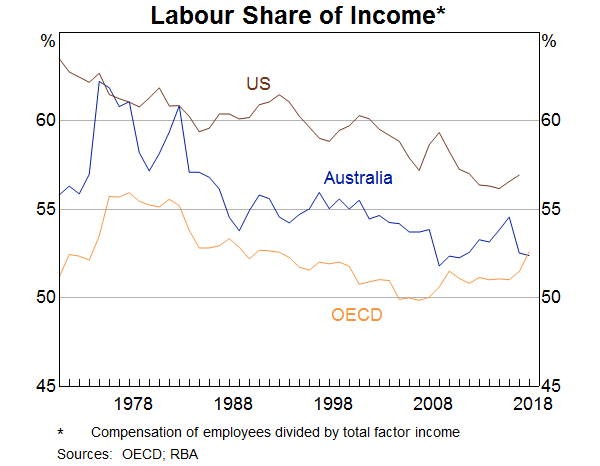 Labour Share of Income*
% %
US
60 60
Australia
55 55
50 50
OECD
45 45
1978 1988 1998 2008 2018
* Compensation of employees divided by total factor income
Sources: OECD; RBA